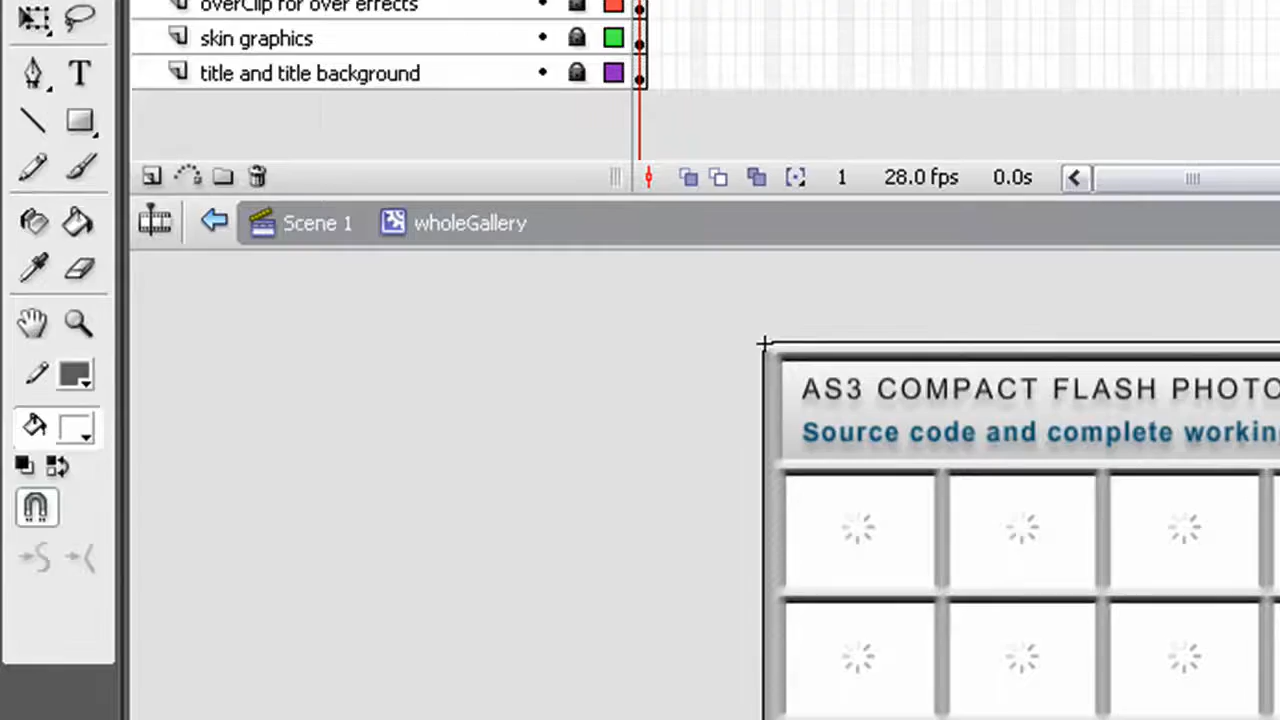 overClip for over effects
skin graphics
title and title background
1 28.0 fps 0.0s
Scene 1 wholeGallery
AS3 COMPACT FLASH PHOTO
Source code and complete workin